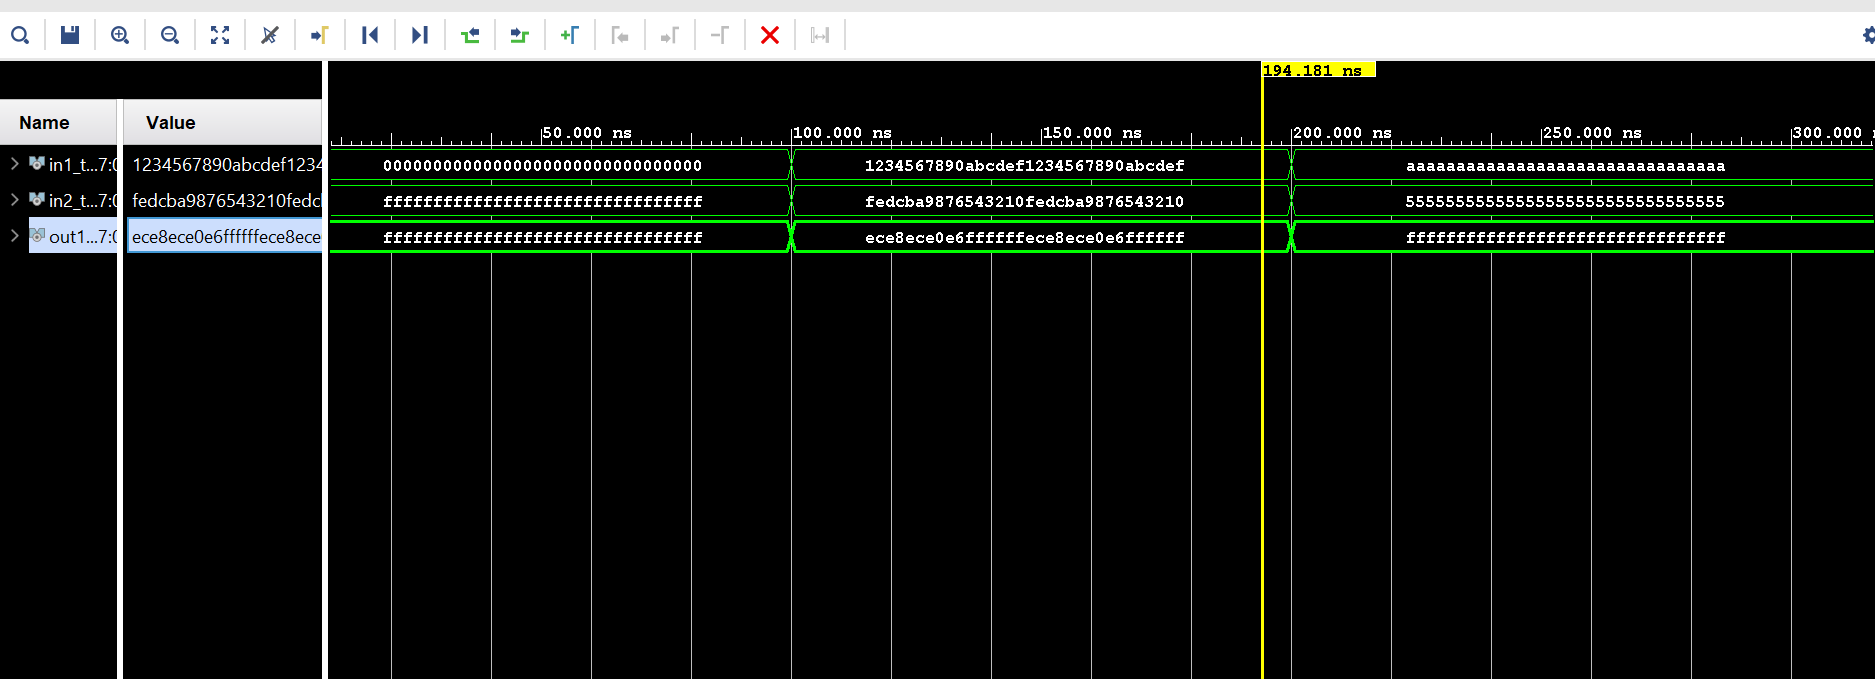 194.181 ns
Name Value
50.000 ns 100.000 ns 150.000 ns 200.000 ns 250.000 ns 300.000
in1_t...7:0 1234567890abcdef1234 00000000000000000000000000000000 1234567890abcdef1234567890abcdef aaaaaaaaaaaaaaaaaaaaaaaaaaaaaaaa
in2_t...7:0 fedcba9876543210fedcl ffffffffffffffffffffffffffffffff fedcba9876543210fedcba9876543210 55555555555555555555555555555555
out1...7:0 ece8ece0e6ffffffece8ece ffffffffffffffffffffffffffffffff ece8ece0e6ffffffece8ece0e6ffffff ffffffffffffffffffffffffffffffff